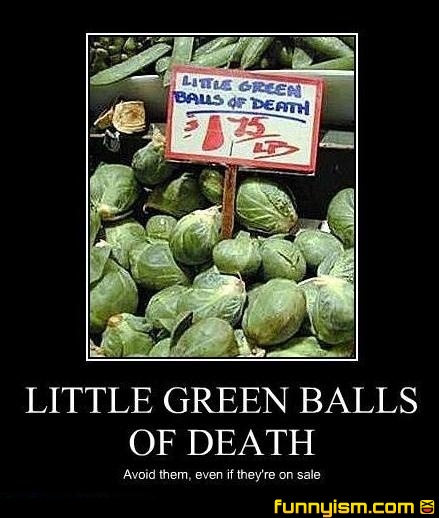 LITTLE GREEN
BALLS OF DEATH
$1 75
LB
LITTLE GREEN BALLS
OF DEATH
Avoid them, even if they're on sale
funnyism.com